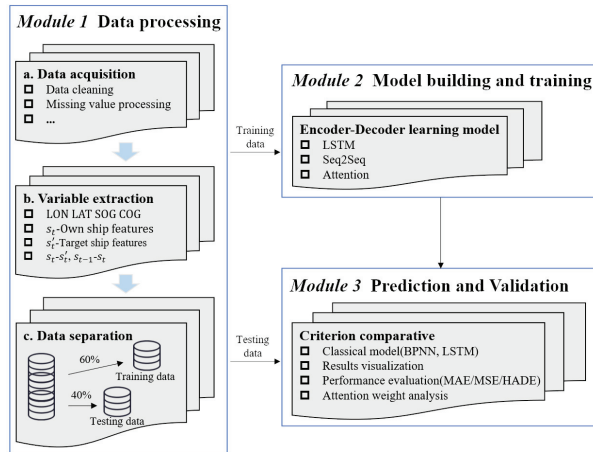 Module 1 Data processing
a. Data acquisition
Data cleaning
Missing value processing
...
b. Variable extraction
LON LAT SOG COG
s_t-Own ship features
s'_t-Target ship features
s_t-s'_t, s_{t-1}-s_t
c. Data separation
60%
Training data
40%
Testing data
Training
data
Testing
data
Module 2 Model building and training
Encoder-Decoder learning model
LSTM
Seq2Seq
Attention
Module 3 Prediction and Validation
Criterion comparative
Classical model(BPNN, LSTM)
Results visualization
Performance evaluation(MAE/MSE/HADE)
Attention weight analysis